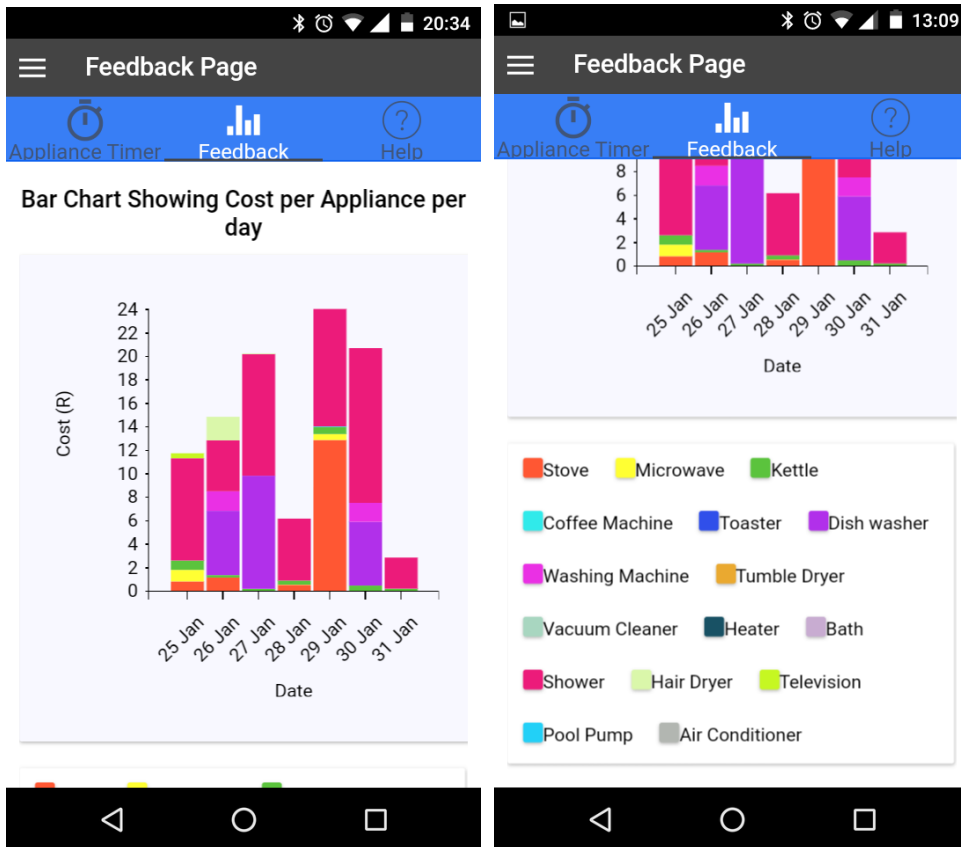 20:34
Feedback Page
Appliance Timer Feedback Help
Bar Chart Showing Cost per Appliance per
day
24
22
20
18
16
14
12
10
8
6
4
2
0
Cost (R)
25 Jan 26 Jan 27 Jan 28 Jan 29 Jan 30 Jan 31 Jan
Date
13:09
Feedback Page
Appliance Timer Feedback Help
8
6
4
2
0
25 Jan 26 Jan 27 Jan 28 Jan 29 Jan 30 Jan 31 Jan
Date
Stove Microwave Kettle
Coffee Machine Toaster Dish washer
Washing Machine Tumble Dryer
Vacuum Cleaner Heater Bath
Shower Hair Dryer Television
Pool Pump Air Conditioner